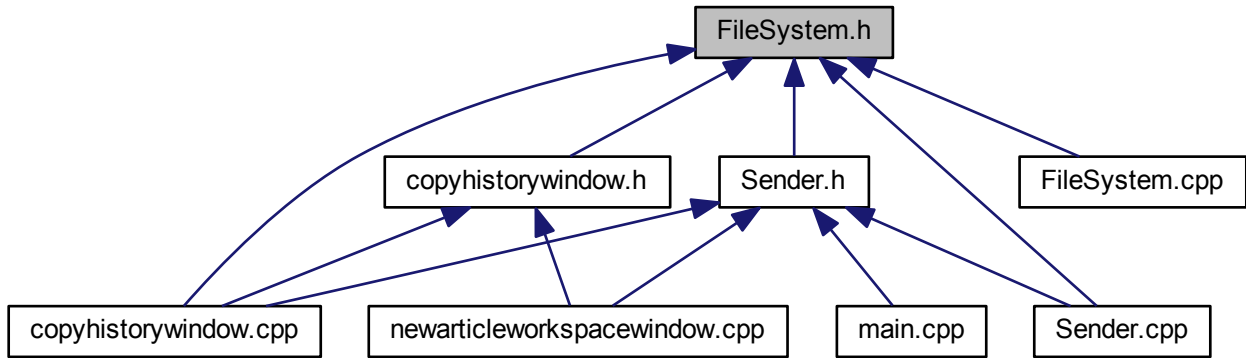 FileSystem.h
copyhistorywindow.h
Sender.h
FileSystem.cpp
copyhistorywindow.cpp
newarticleworkspacewindow.cpp
main.cpp
Sender.cpp